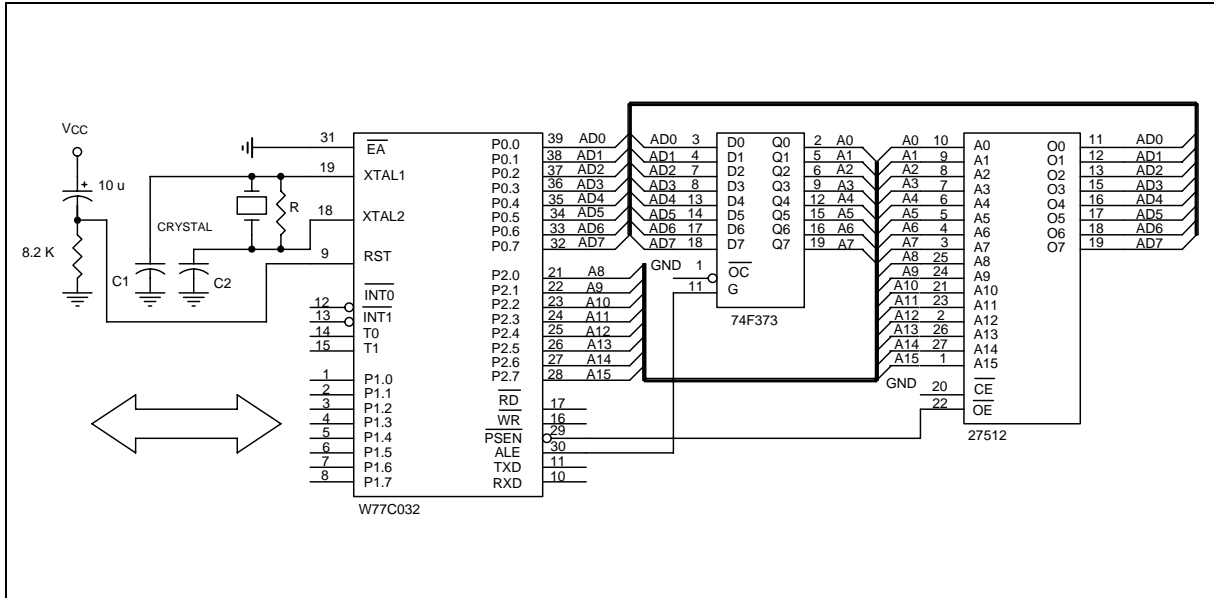 VCC
10 u
8.2 K
C1
C2
CRYSTAL
R
31 EA
19 XTAL1
18 XTAL2
9 RST
12 INT0
13 INT1
14 T0
15 T1
1 P1.0
2 P1.1
3 P1.2
4 P1.3
5 P1.4
6 P1.5
7 P1.6
8 P1.7
P0.0 39 AD0
P0.1 38 AD1
P0.2 37 AD2
P0.3 36 AD3
P0.4 35 AD4
P0.5 34 AD5
P0.6 33 AD6
P0.7 32 AD7
P2.0 21 A8
P2.1 22 A9
P2.2 23 A10
P2.3 24 A11
P2.4 25 A12
P2.5 26 A13
P2.6 27 A14
P2.7 28 A15
RD 17
WR 16
PSEN 29
ALE 30
TXD 11
RXD 10
W77C032
AD0 3 D0 Q0 2 A0
AD1 4 D1 Q1 5 A1
AD2 7 D2 Q2 6 A2
AD3 8 D3 Q3 9 A3
AD4 13 D4 Q4 12 A4
AD5 14 D5 Q5 15 A5
AD6 17 D6 Q6 16 A6
AD7 18 D7 Q7 19 A7
GND 1 OC
11 G
74F373
A0 10 A0 O0 11 AD0
A1 9 A1 O1 12 AD1
A2 8 A2 O2 13 AD2
A3 7 A3 O3 15 AD3
A4 6 A4 O4 16 AD4
A5 5 A5 O5 17 AD5
A6 4 A6 O6 18 AD6
A7 3 A7 O7 19 AD7
A8 25 A8
A9 24 A9
A10 21 A10
A11 23 A11
A12 2 A12
A13 26 A13
A14 27 A14
A15 1 A15
GND 20 CE
22 OE
27512